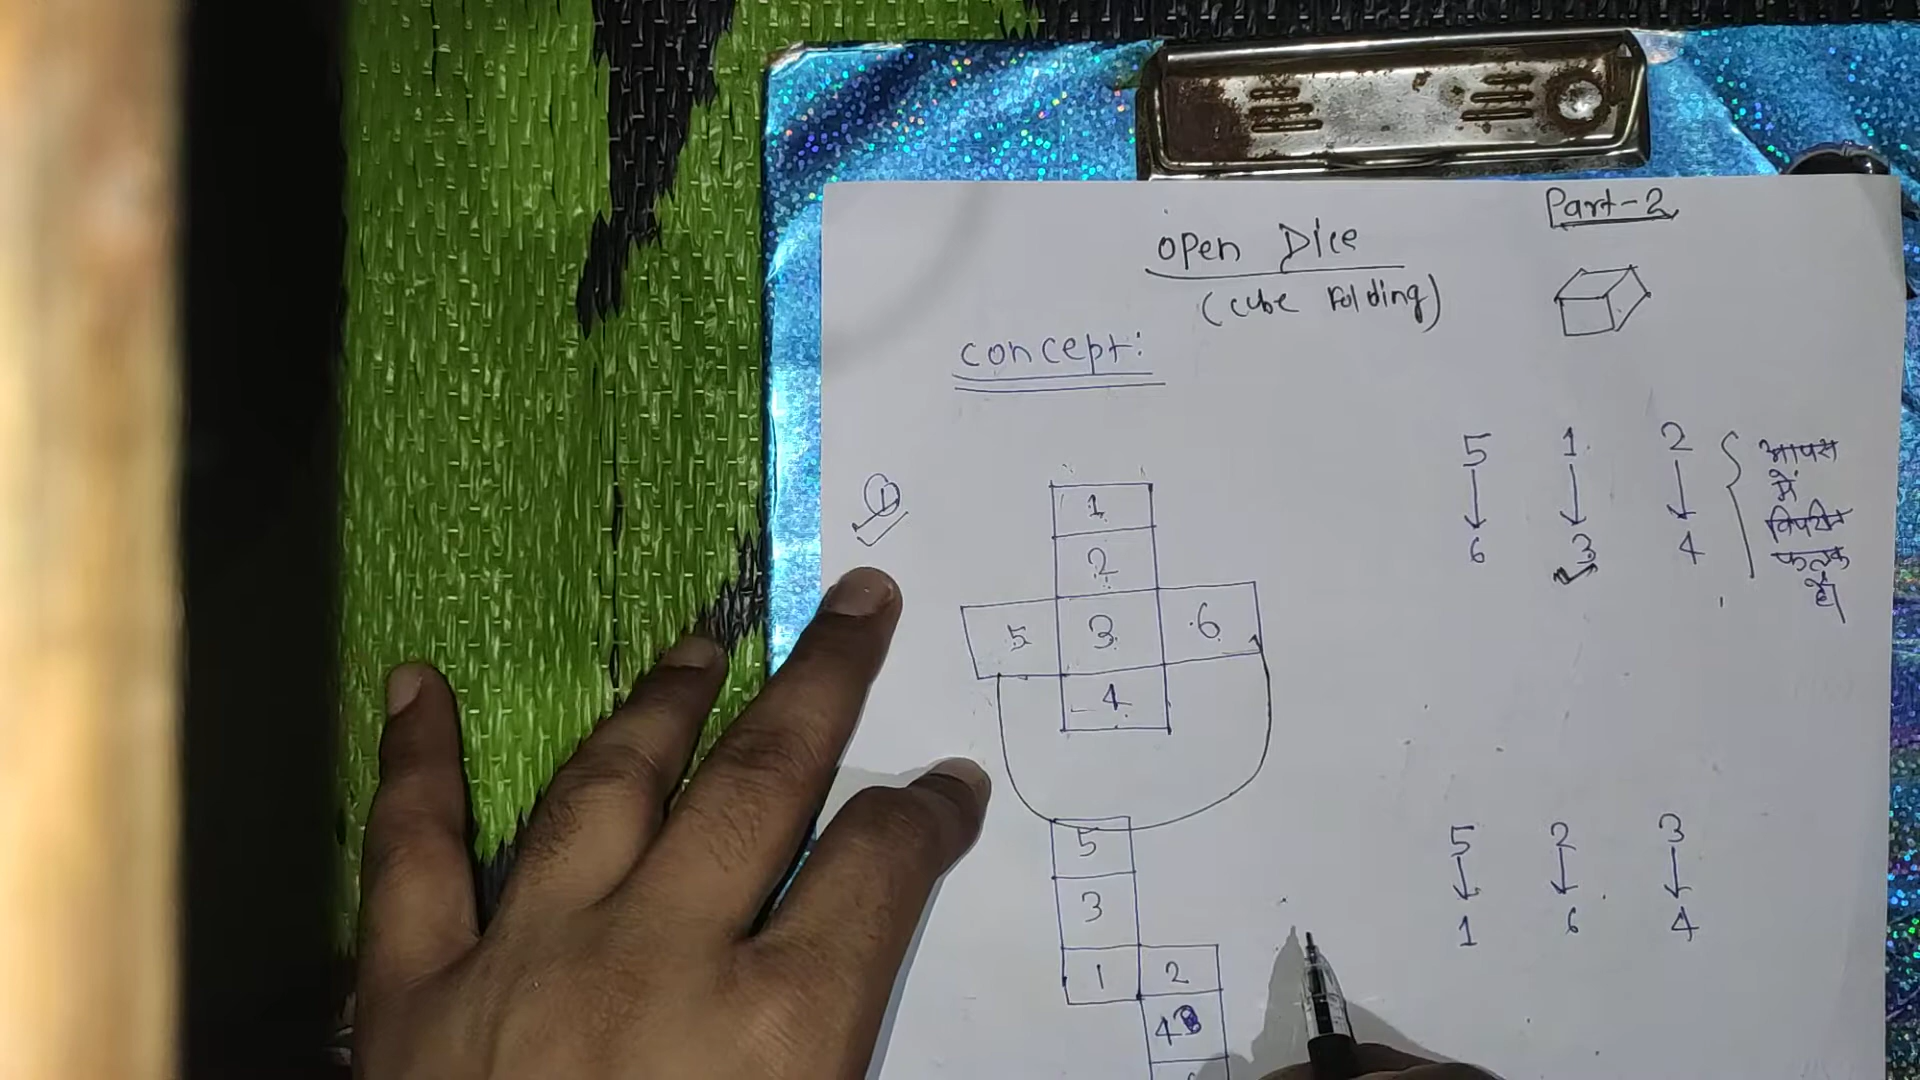 Part-2
open Dice
(cube Folding)
concept:
①
1
2
5 3 6
4
5 1 2
6 3 4
आपस
में
विपरीत
फलक
है।
5
3
1 2
4
5 2 3
1 6 4